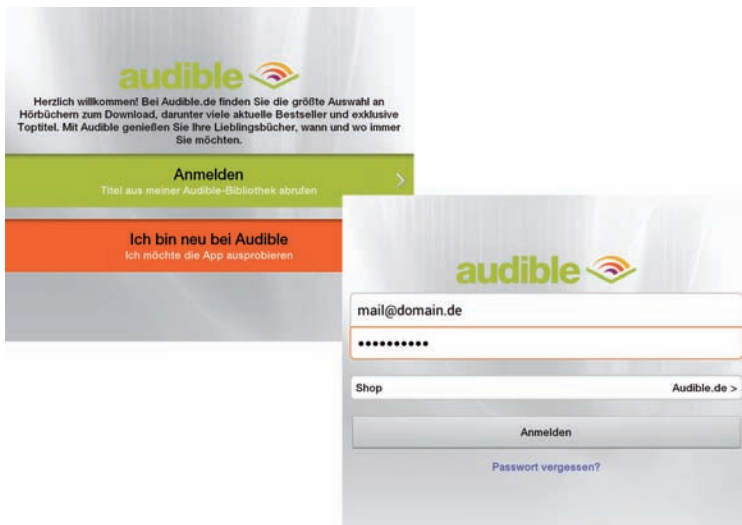 audible
Herzlich willkommen! Bei Audible.de finden Sie die größte Auswahl an
Hörbüchern zum Download, darunter viele aktuelle Bestseller und exklusive
Toptitel. Mit Audible genießen Sie Ihre Lieblingsbücher, wann und wo immer
Sie möchten.
Anmelden
Titel aus meiner Audible-Bibliothek abrufen
Ich bin neu bei Audible
Ich möchte die App ausprobieren
audible
mail@domain.de
••••••••••
Shop Audible.de >
Anmelden
Passwort vergessen?